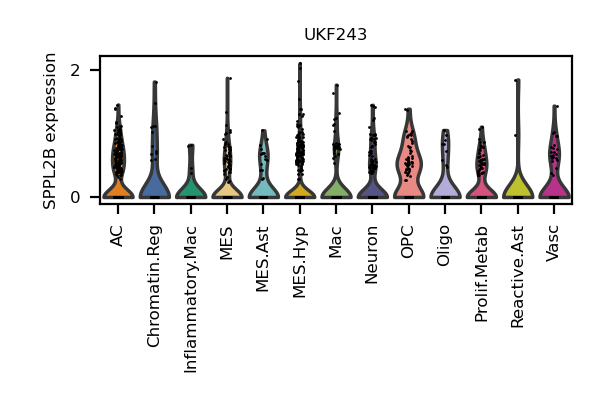 UKF243
SPPL2B expression
2
0
AC
Chromatin.Reg
Inflammatory.Mac
MES
MES.Ast
MES.Hyp
Mac
Neuron
OPC
Oligo
Prolif.Metab
Reactive.Ast
Vasc